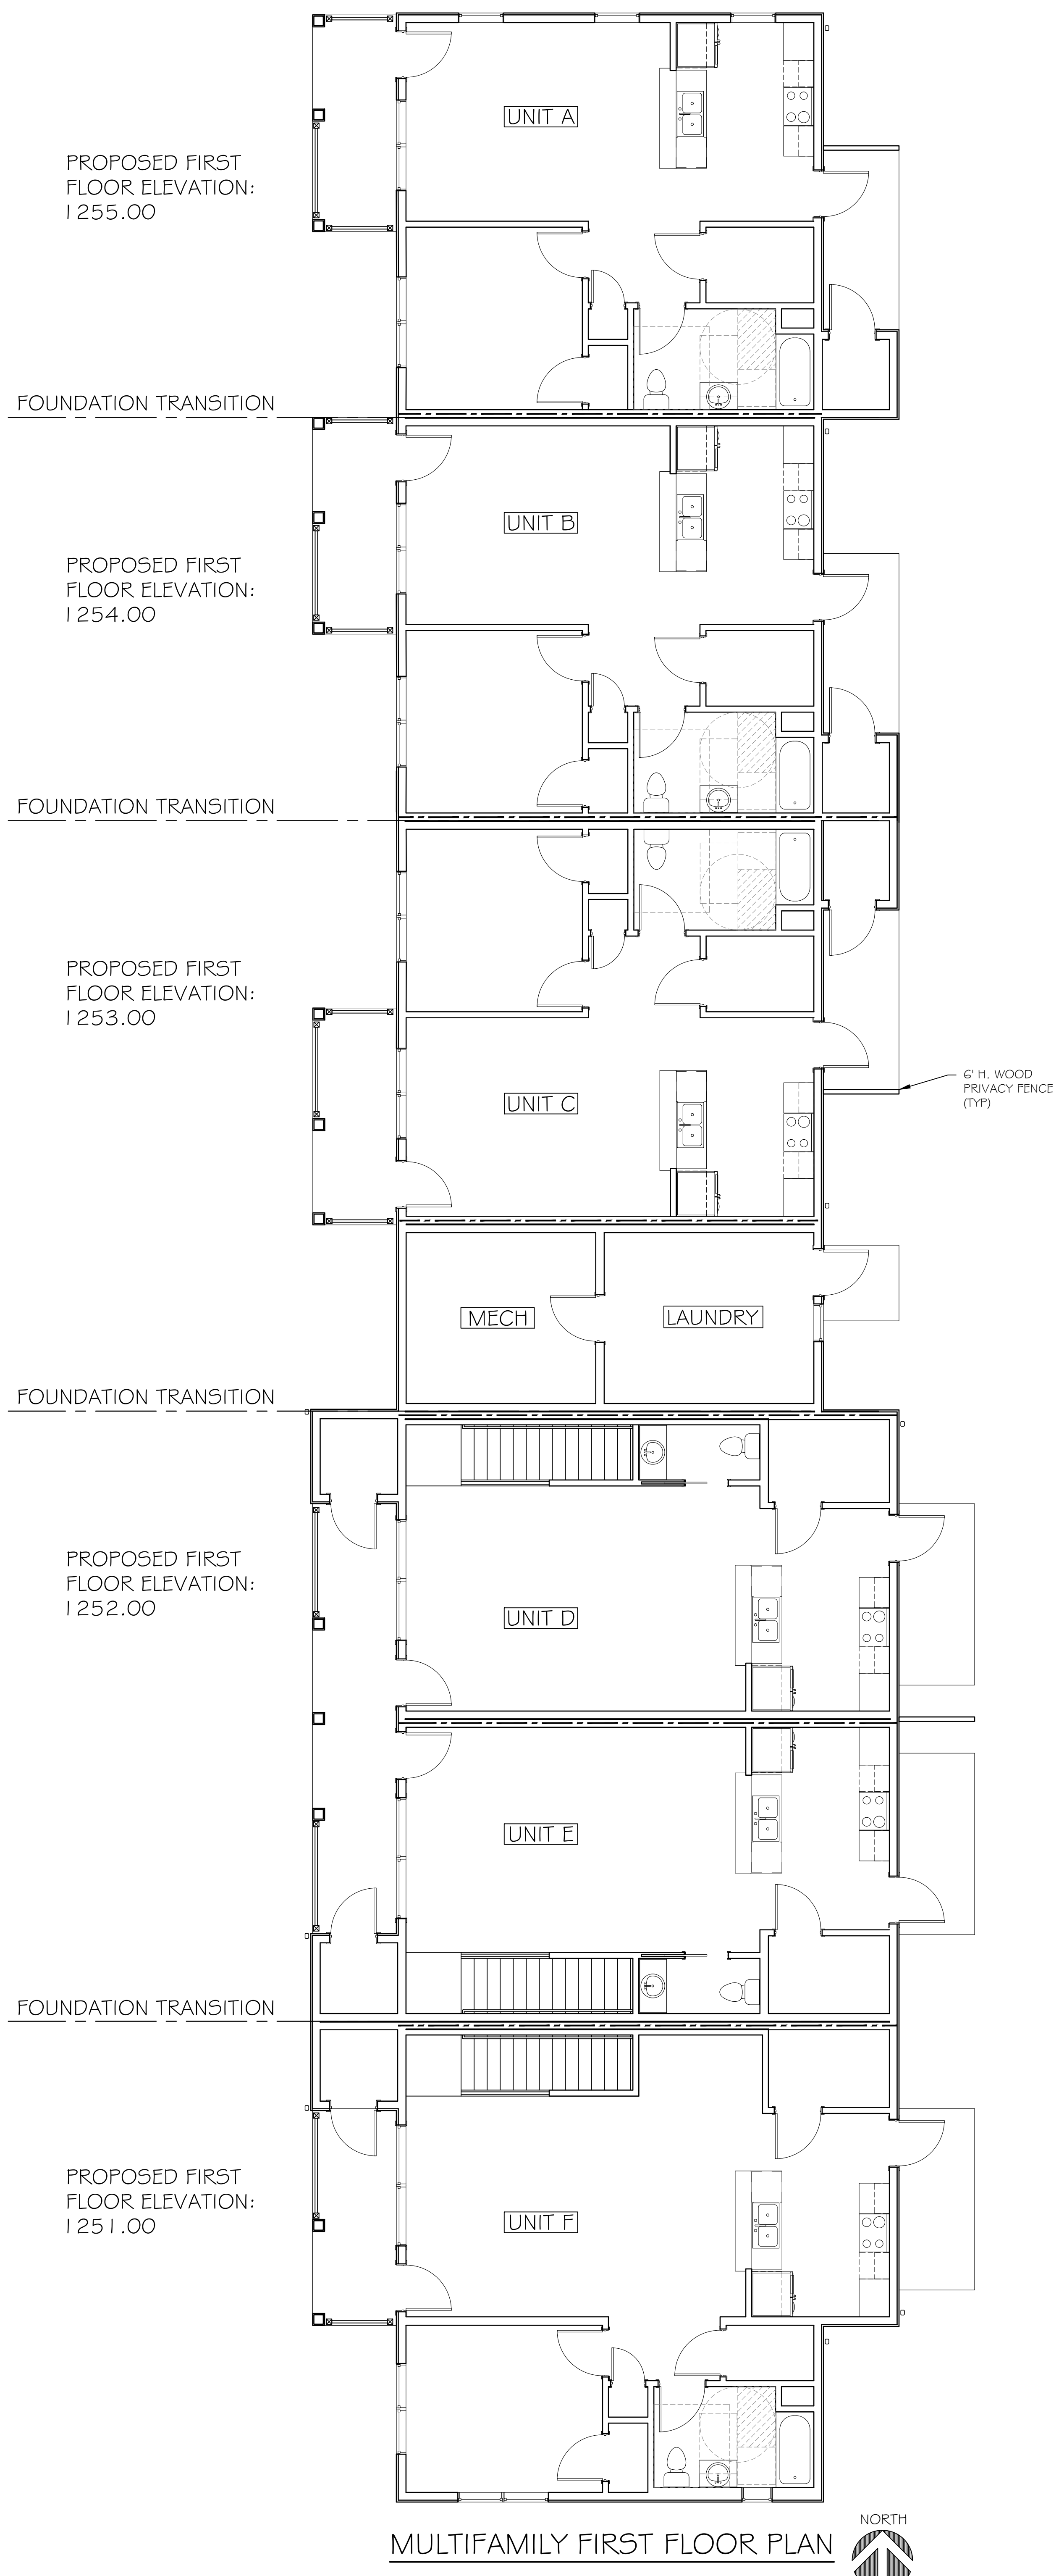 UNIT A
PROPOSED FIRST
FLOOR ELEVATION:
1255.00
FOUNDATION TRANSITION
UNIT B
PROPOSED FIRST
FLOOR ELEVATION:
1254.00
FOUNDATION TRANSITION
PROPOSED FIRST
FLOOR ELEVATION:
1253.00
6' H. WOOD
PRIVACY FENCE
(TYP)
UNIT C
MECH
LAUNDRY
FOUNDATION TRANSITION
PROPOSED FIRST
FLOOR ELEVATION:
1252.00
UNIT D
UNIT E
FOUNDATION TRANSITION
PROPOSED FIRST
FLOOR ELEVATION:
1251.00
UNIT F
MULTIFAMILY FIRST FLOOR PLAN
NORTH